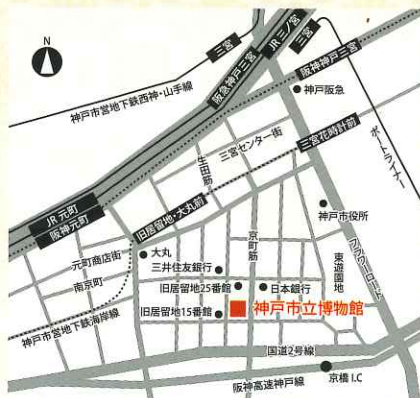 N
三宮
JR 三ノ宮
三宮
阪急神戸三宮
阪神神戸三宮
神戸市営地下鉄西神・山手線
神戸阪急
三宮センター街
三宮花時計前
ポートライナー
生田筋
JR 元町
阪神元町
旧居留地・大丸前
神戸市役所
京町筋
フラワーロード
元町商店街
大丸
三井住友銀行
東遊園地
南京町
旧居留地25番館
日本銀行
神戸市営地下鉄海岸線
旧居留地15番館
神戸市立博物館
国道2号線
阪神高速神戸線
京橋 I.C